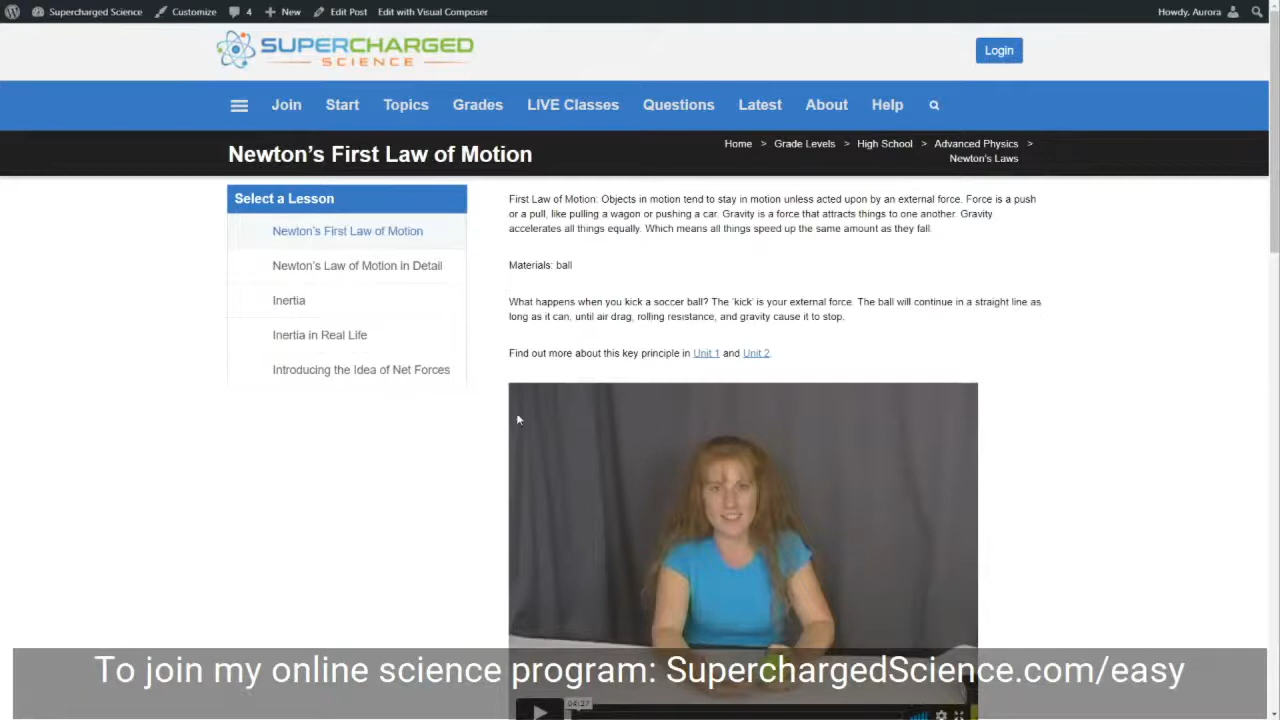 Supercharged Science Customize 4 New Edit Post Edit with Visual Composer Howdy, Aurora
SUPERCHARGED
SCIENCE
Login
Join Start Topics Grades LIVE Classes Questions Latest About Help
Newton's First Law of Motion
Home > Grade Levels > High School > Advanced Physics >
Newton's Laws
Select a Lesson
Newton's First Law of Motion
Newton's Law of Motion in Detail
Inertia
Inertia in Real Life
Introducing the Idea of Net Forces
First Law of Motion: Objects in motion tend to stay in motion unless acted upon by an external force. Force is a push
or a pull, like pulling a wagon or pushing a car. Gravity is a force that attracts things to one another. Gravity
accelerates all things equally. Which means all things speed up the same amount as they fall.
Materials: ball
What happens when you kick a soccer ball? The 'kick' is your external force. The ball will continue in a straight line as
long as it can, until air drag, rolling resistance, and gravity cause it to stop.
Find out more about this key principle in Unit 1 and Unit 2.
To join my online science program: SuperchargedScience.com/easy
04:27